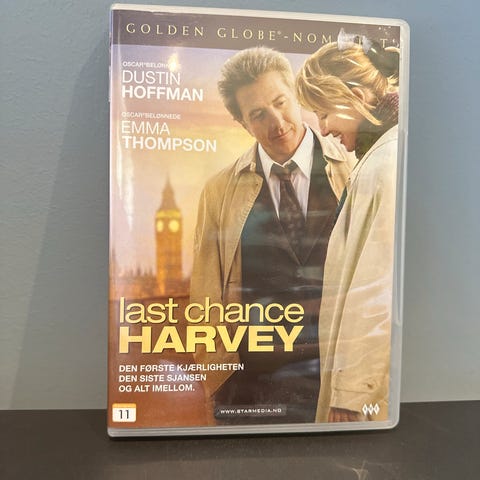 GOLDEN GLOBE®-NOMINERT
OSCAR®BELØNNEDE
DUSTIN
HOFFMAN
OSCAR®BELØNNEDE
EMMA
THOMPSON
last chance
HARVEY
DEN FØRSTE KJÆRLIGHETEN
DEN SISTE SJANSEN
OG ALT IMELLOM.
11
WWW.STARMEDIA.NO